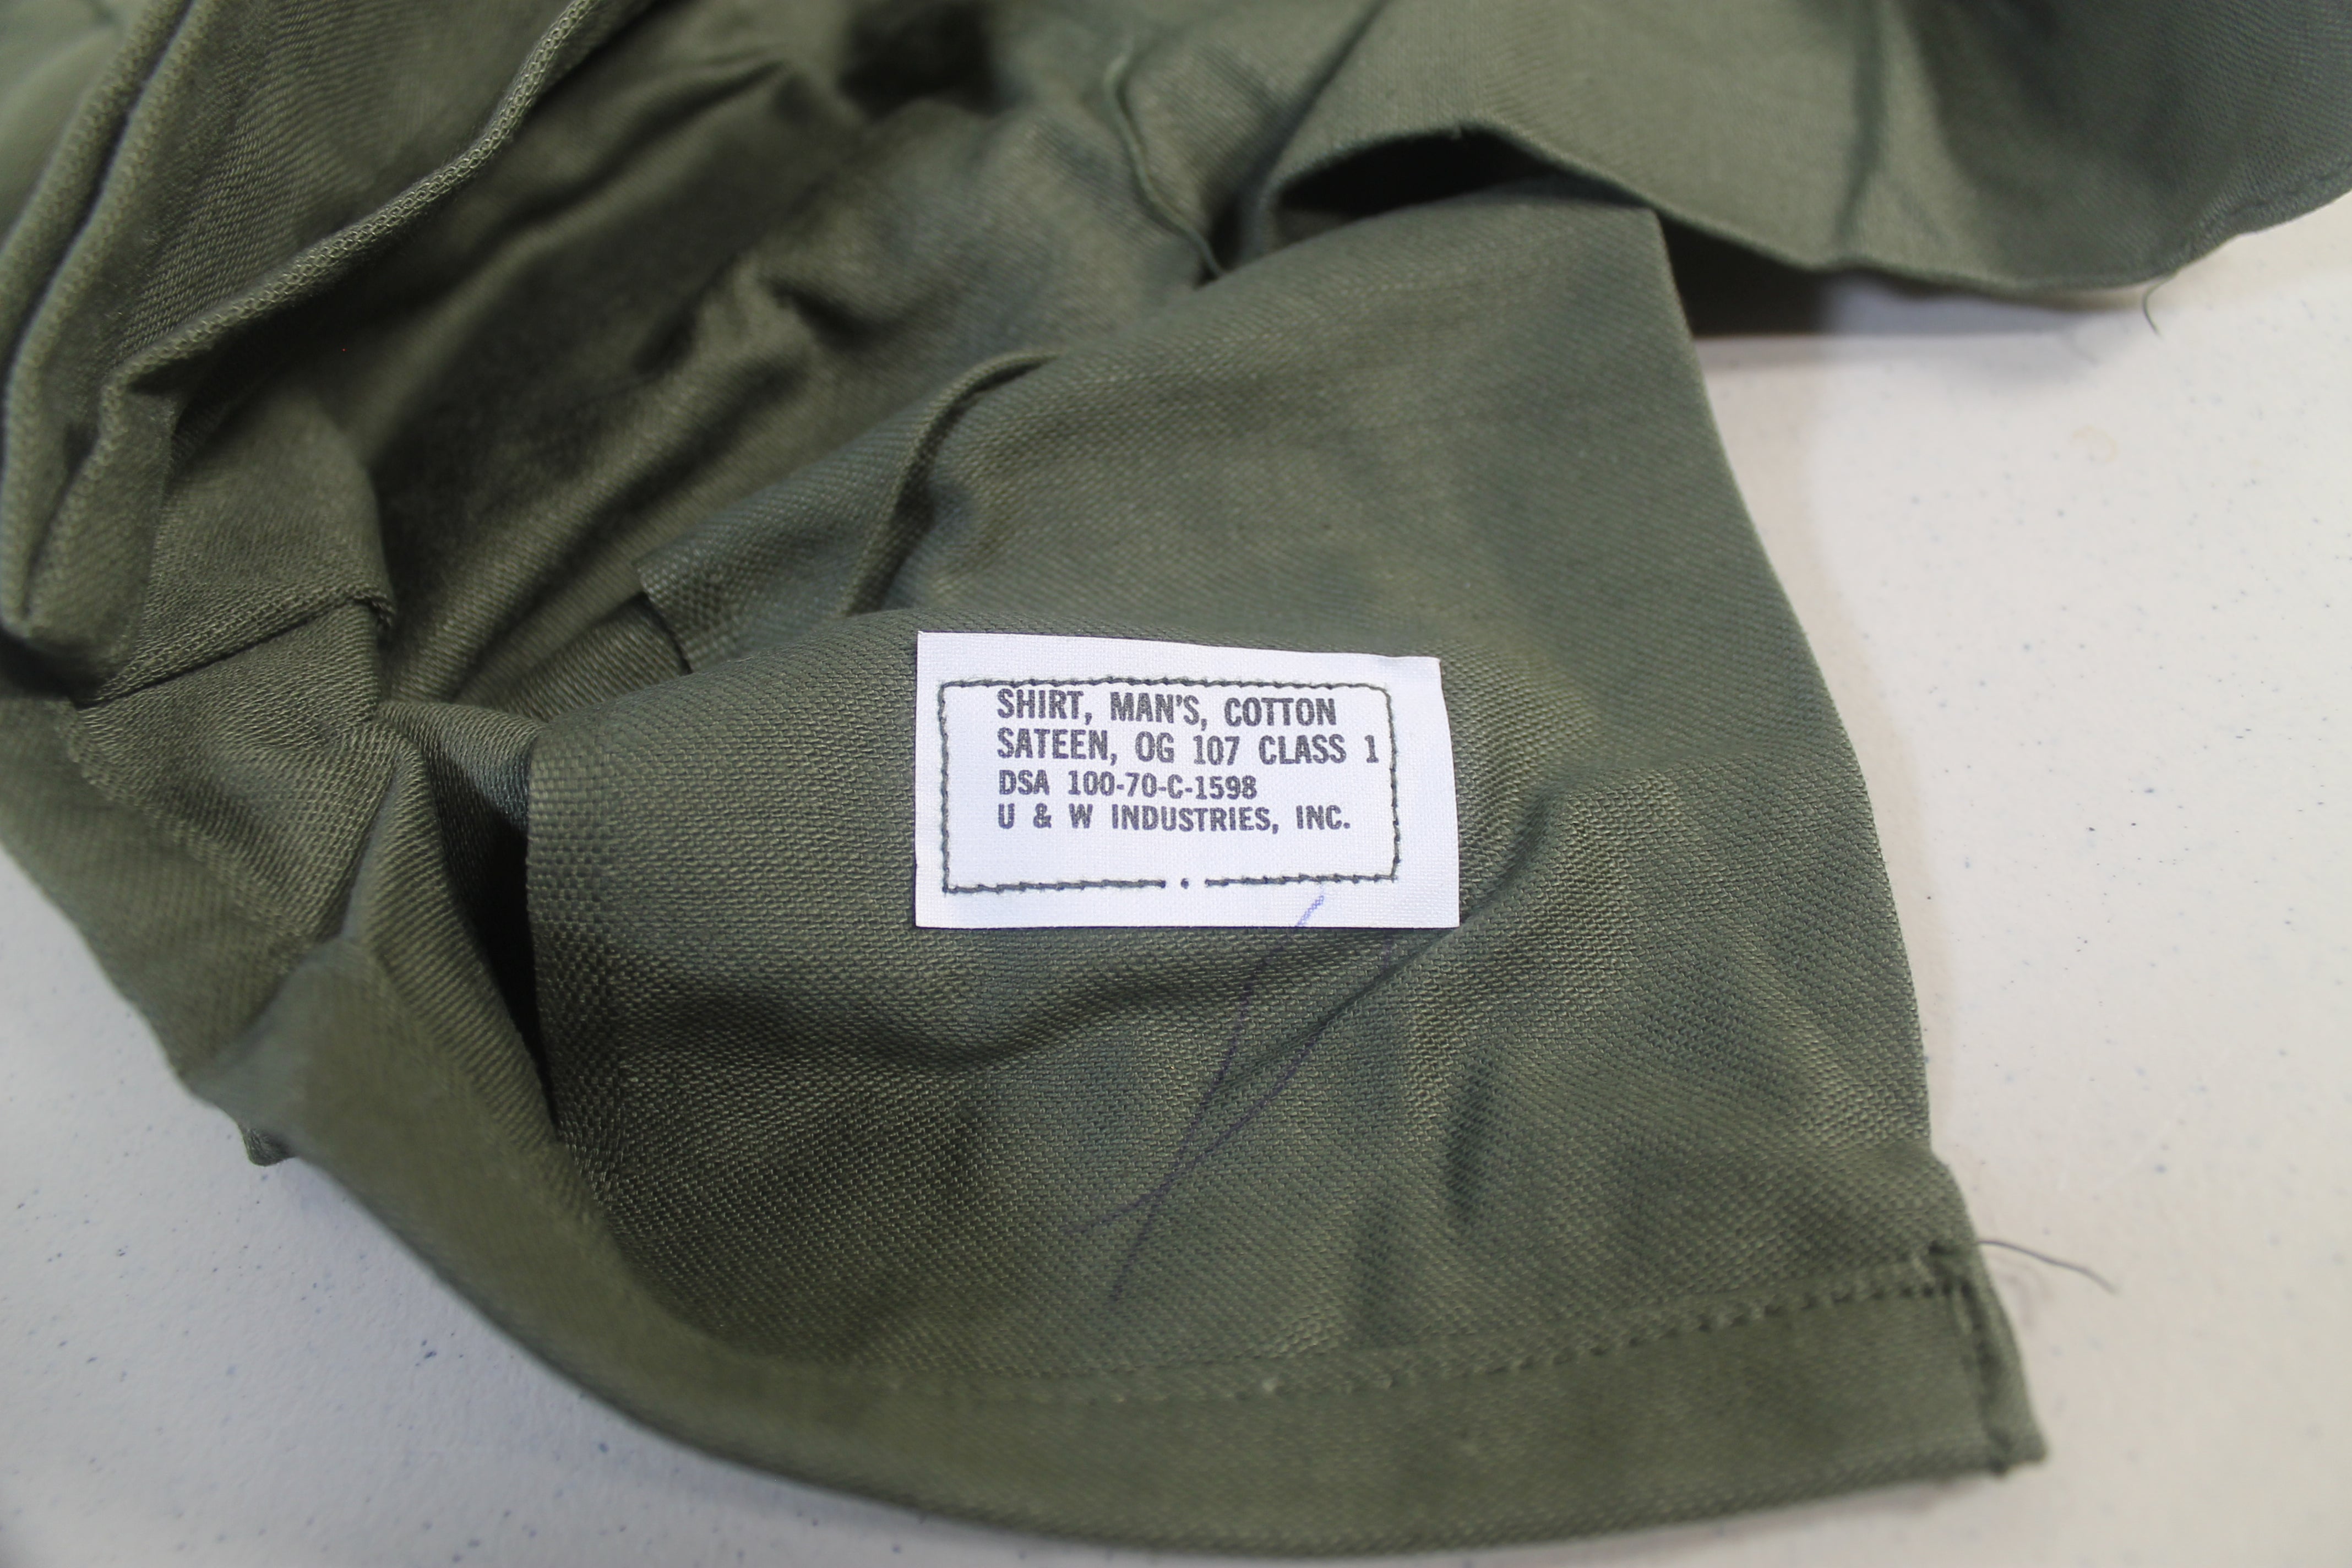 SHIRT, MAN'S, COTTON
SATEEN, OG 107 CLASS 1
DSA 100-70-C-1598
U & W INDUSTRIES, INC.